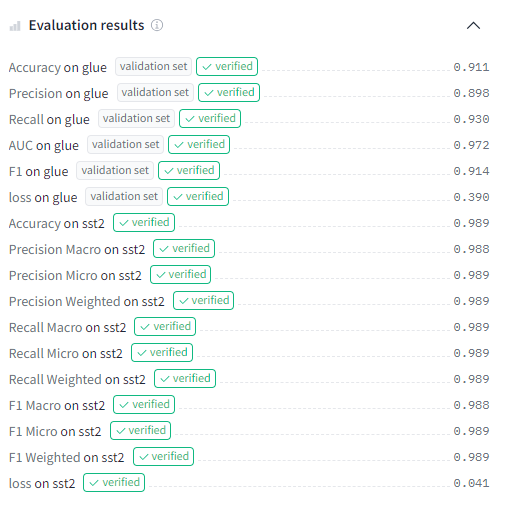 Evaluation results
Accuracy on glue validation set verified 0.911
Precision on glue validation set verified 0.898
Recall on glue validation set verified 0.930
AUC on glue validation set verified 0.972
F1 on glue validation set verified 0.914
loss on glue validation set verified 0.390
Accuracy on sst2 verified 0.989
Precision Macro on sst2 verified 0.988
Precision Micro on sst2 verified 0.989
Precision Weighted on sst2 verified 0.989
Recall Macro on sst2 verified 0.989
Recall Micro on sst2 verified 0.989
Recall Weighted on sst2 verified 0.989
F1 Macro on sst2 verified 0.988
F1 Micro on sst2 verified 0.989
F1 Weighted on sst2 verified 0.989
loss on sst2 verified 0.041